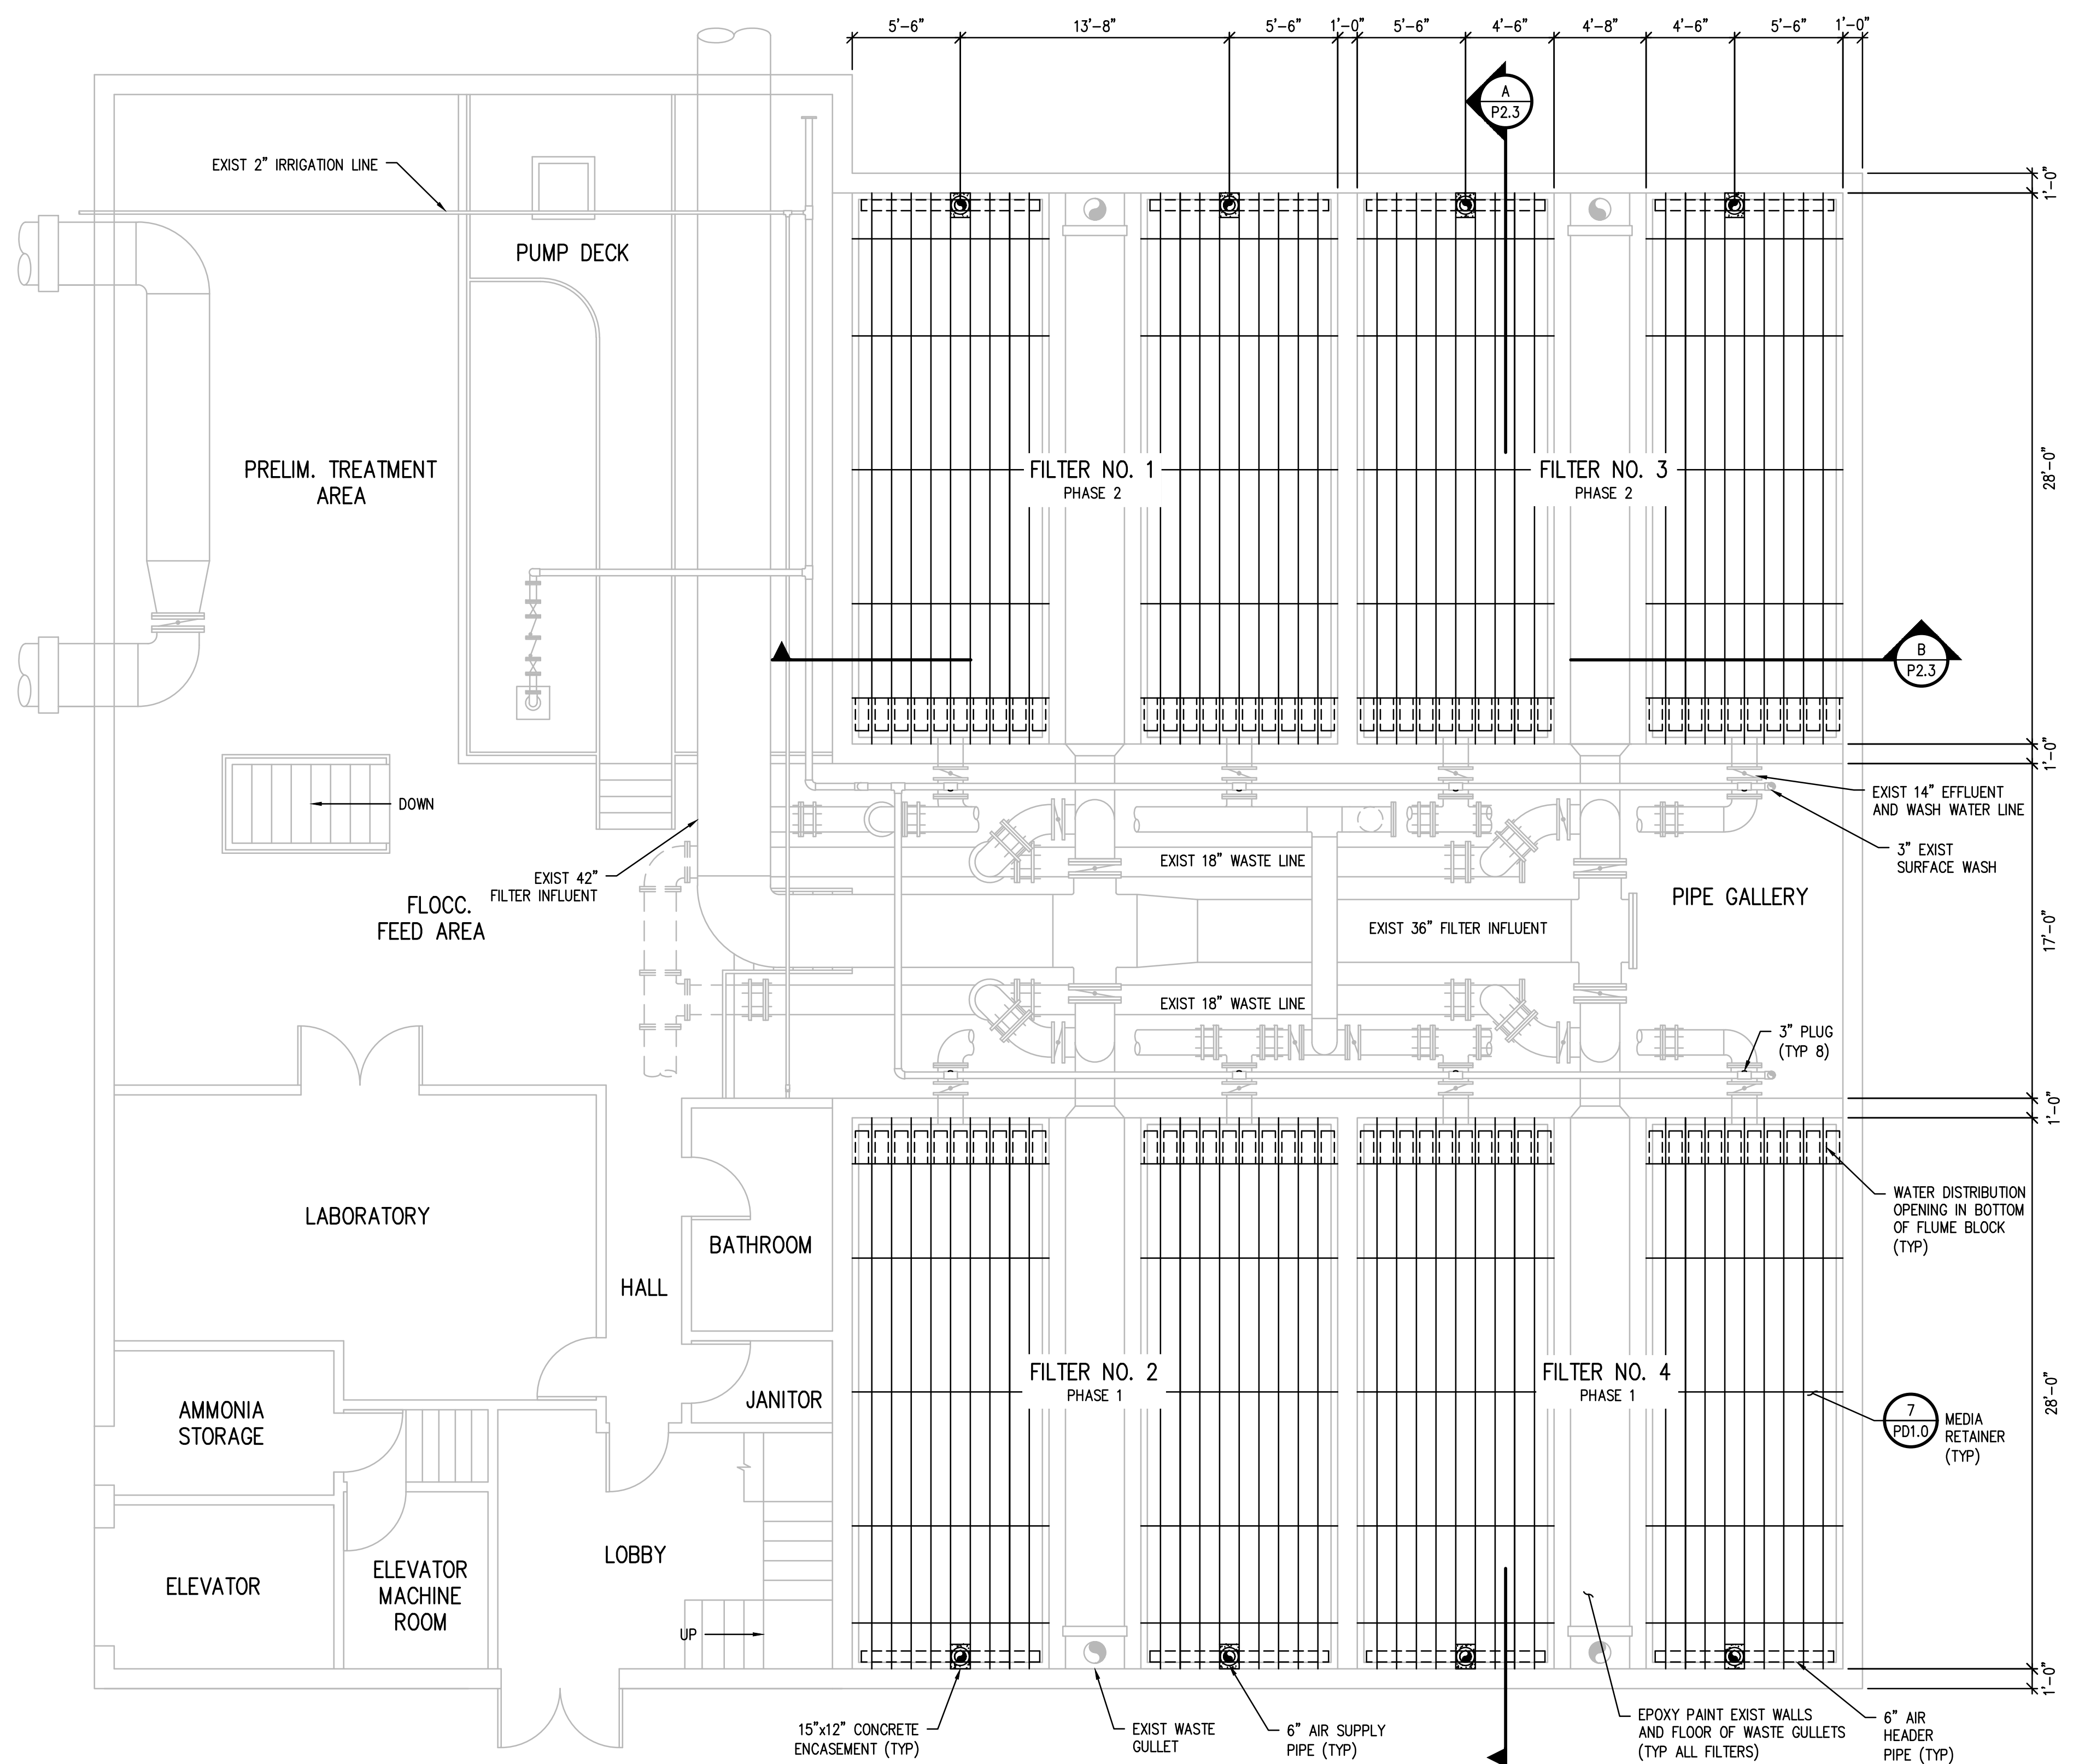 5'-6"
13'-8"
5'-6"
1'-0"
5'-6"
4'-6"
4'-8"
4'-6"
5'-6"
1'-0"
A
P2.3
EXIST 2" IRRIGATION LINE
1'-0"
PUMP DECK
PRELIM. TREATMENT
AREA
FILTER NO. 1
PHASE 2
FILTER NO. 3
PHASE 2
28'-0"
B
P2.3
1'-0"
DOWN
EXIST 14" EFFLUENT
AND WASH WATER LINE
3" EXIST
SURFACE WASH
EXIST 18" WASTE LINE
EXIST 42"
FILTER INFLUENT
FLOCC.
FEED AREA
PIPE GALLERY
EXIST 36" FILTER INFLUENT
17'-0"
EXIST 18" WASTE LINE
3" PLUG
(TYP 8)
1'-0"
LABORATORY
BATHROOM
HALL
WATER DISTRIBUTION
OPENING IN BOTTOM
OF FLUME BLOCK
(TYP)
FILTER NO. 2
PHASE 1
FILTER NO. 4
PHASE 1
28'-0"
JANITOR
AMMONIA
STORAGE
7
PD1.0
MEDIA
RETAINER
(TYP)
LOBBY
ELEVATOR
ELEVATOR
MACHINE
ROOM
UP
1'-0"
15"x12" CONCRETE
ENCASEMENT (TYP)
EXIST WASTE
GULLET
6" AIR SUPPLY
PIPE (TYP)
EPOXY PAINT EXIST WALLS
AND FLOOR OF WASTE GULLETS
(TYP ALL FILTERS)
6" AIR
HEADER
PIPE (TYP)